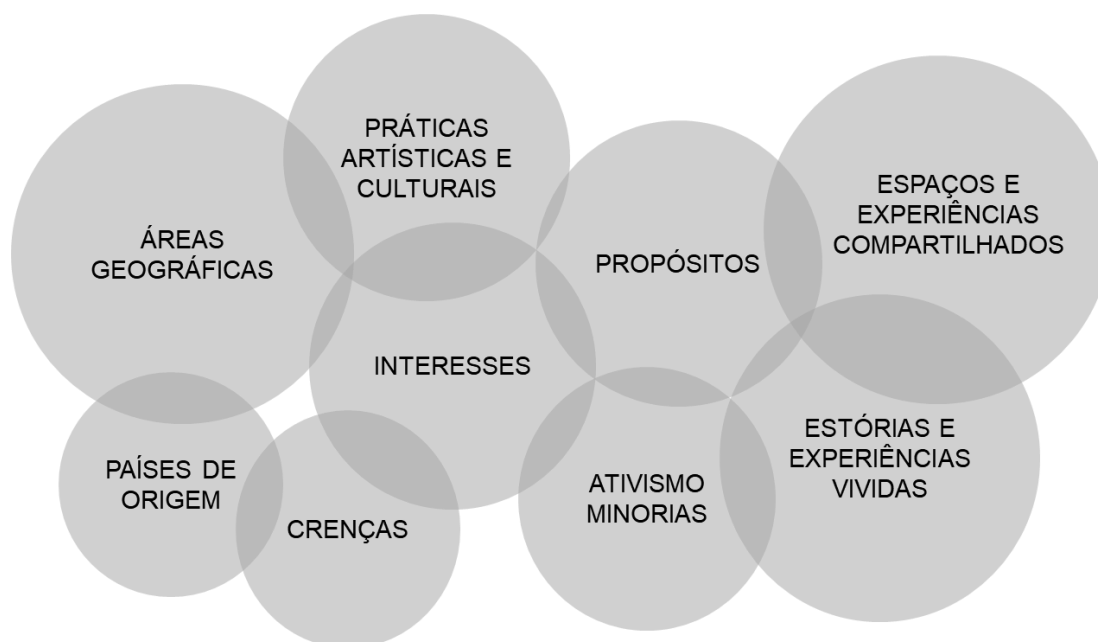 PRÁTICAS
ARTÍSTICAS E
CULTURAIS
ESPAÇOS E
EXPERIÊNCIAS
COMPARTILHADOS
ÁREAS
GEOGRÁFICAS
PROPÓSITOS
INTERESSES
ESTÓRIAS E
EXPERIÊNCIAS
VIVIDAS
PAÍSES DE
ORIGEM
ATIVISMO
MINORIAS
CRENÇAS